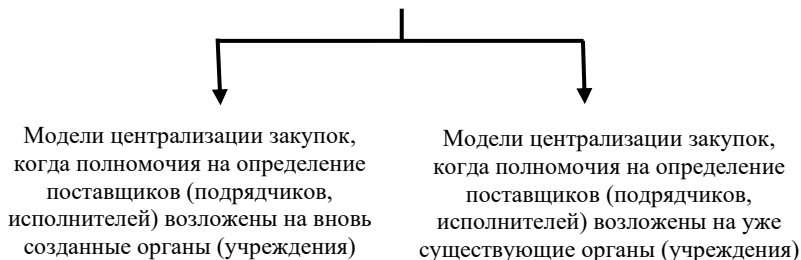 Модели централизации закупок,
когда полномочия на определение
поставщиков (подрядчиков,
исполнителей) возложены на вновь
созданные органы (учреждения)
Модели централизации закупок,
когда полномочия на определение
поставщиков (подрядчиков,
исполнителей) возложены на уже
существующие органы (учреждения)